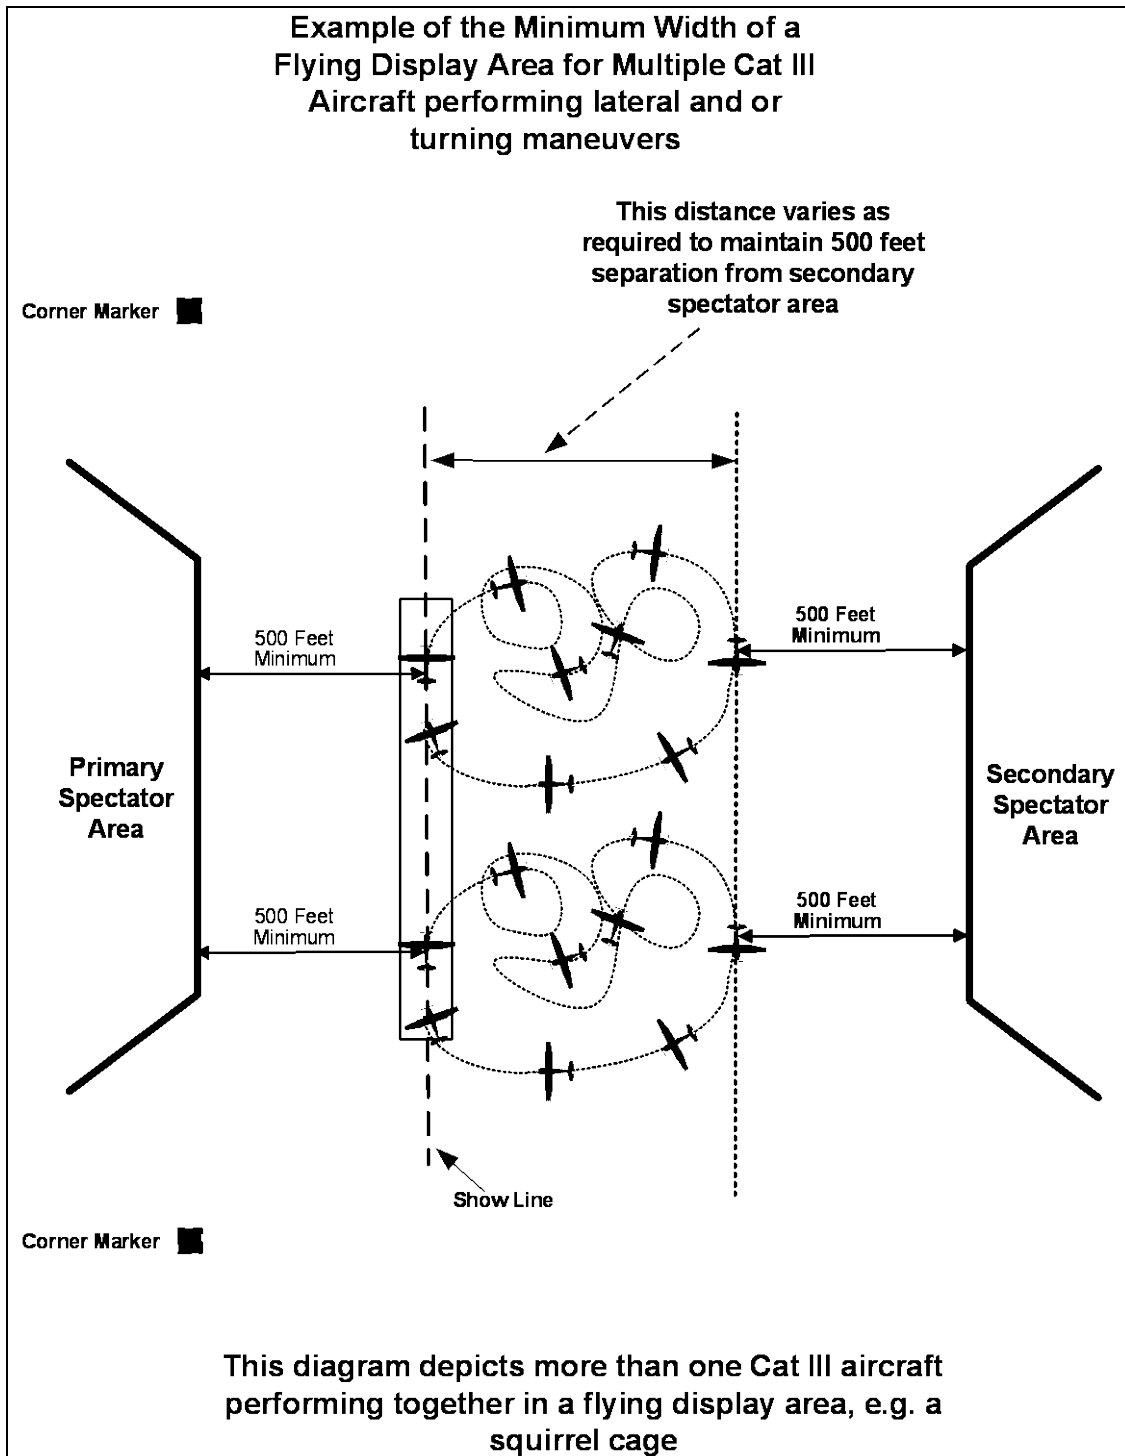 Example of the Minimum Width of a
Flying Display Area for Multiple Cat III
Aircraft performing lateral and or
turning maneuvers
This distance varies as
required to maintain 500 feet
separation from secondary
spectator area
Corner Marker
500 Feet
Minimum
500 Feet
Minimum
Primary
Spectator
Area
Secondary
Spectator
Area
500 Feet
Minimum
500 Feet
Minimum
Show Line
Corner Marker
This diagram depicts more than one Cat III aircraft
performing together in a flying display area, e.g. a
squirrel cage